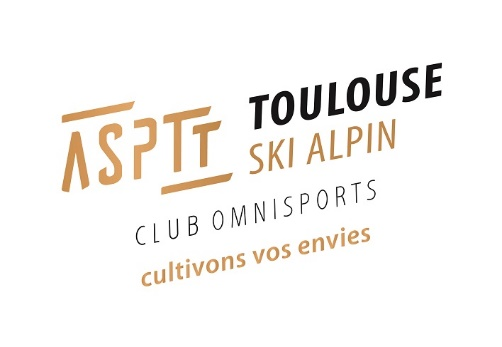 ASPTT
TOULOUSE
SKI ALPIN
CLUB OMNISPORTS
cultivons vos envies